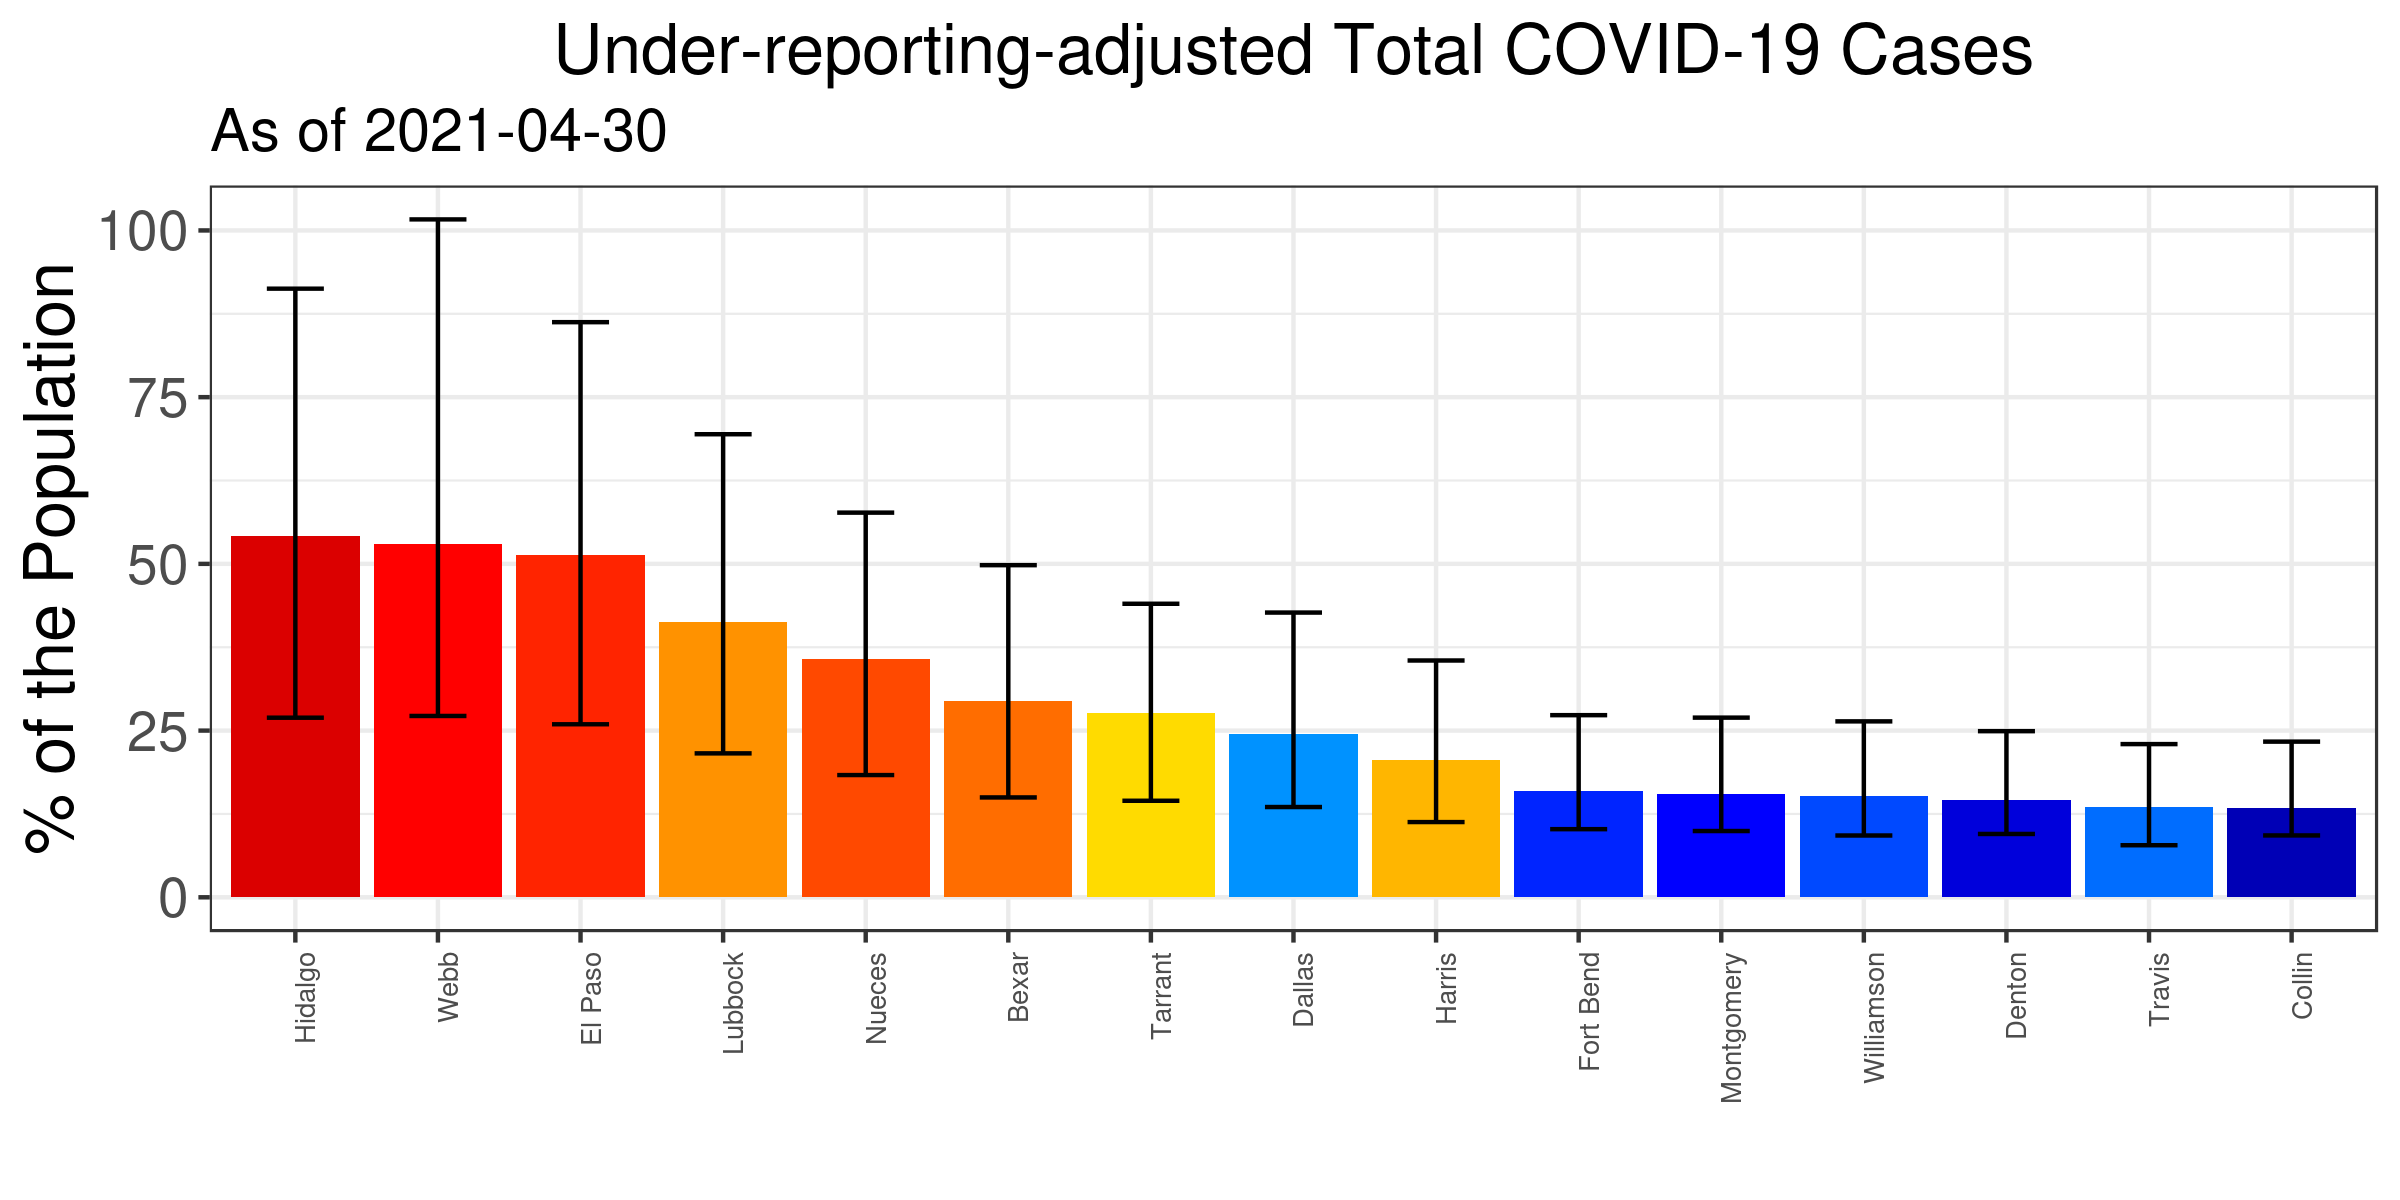 Under-reporting-adjusted Total COVID-19 Cases
As of 2021-04-30
% of the Population
100
75
50
25
0
Hidalgo
Webb
El Paso
Lubbock
Nueces
Bexar
Tarrant
Dallas
Harris
Fort Bend
Montgomery
Williamson
Denton
Travis
Collin